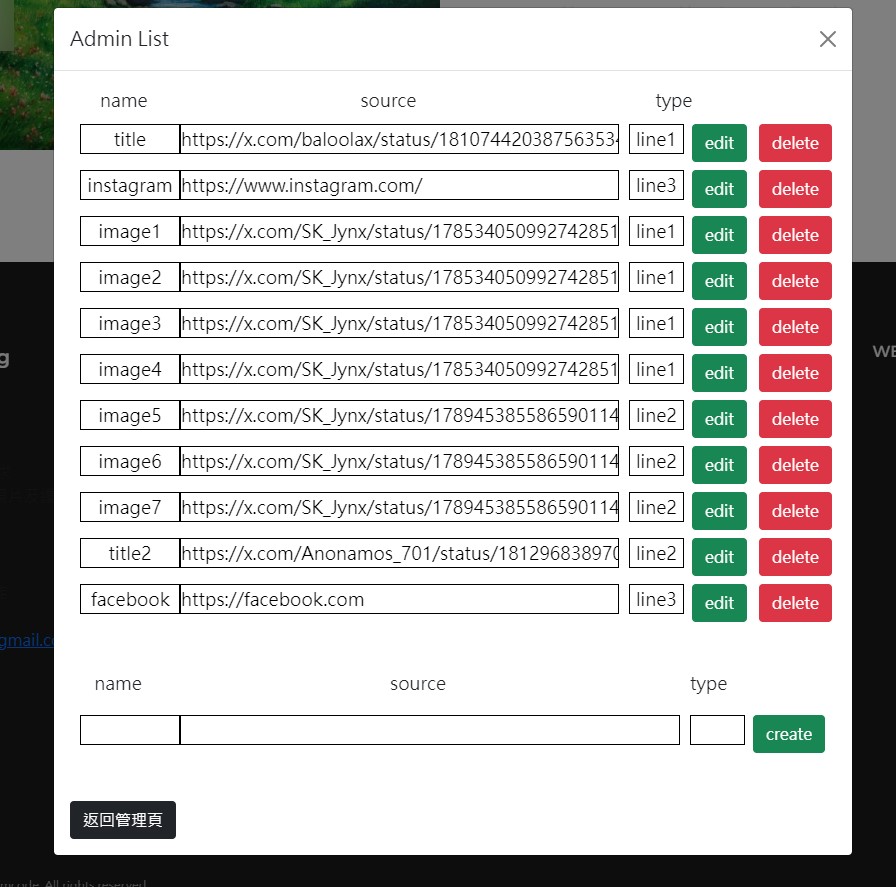 Admin List
name source type
title https://x.com/baloolax/status/18107442038756353 line1 edit delete
instagram https://www.instagram.com/ line3 edit delete
image1 https://x.com/SK_Jynx/status/178534050992742851 line1 edit delete
image2 https://x.com/SK_Jynx/status/178534050992742851 line1 edit delete
image3 https://x.com/SK_Jynx/status/178534050992742851 line1 edit delete
image4 https://x.com/SK_Jynx/status/178534050992742851 line1 edit delete
image5 https://x.com/SK_Jynx/status/178945385586590114 line2 edit delete
image6 https://x.com/SK_Jynx/status/178945385586590114 line2 edit delete
image7 https://x.com/SK_Jynx/status/178945385586590114 line2 edit delete
title2 https://x.com/Anonamos_701/status/18129683897 line2 edit delete
facebook https://facebook.com line3 edit delete
name source type
create
返回管理頁
g
WE
gmail.c
All rights reserved